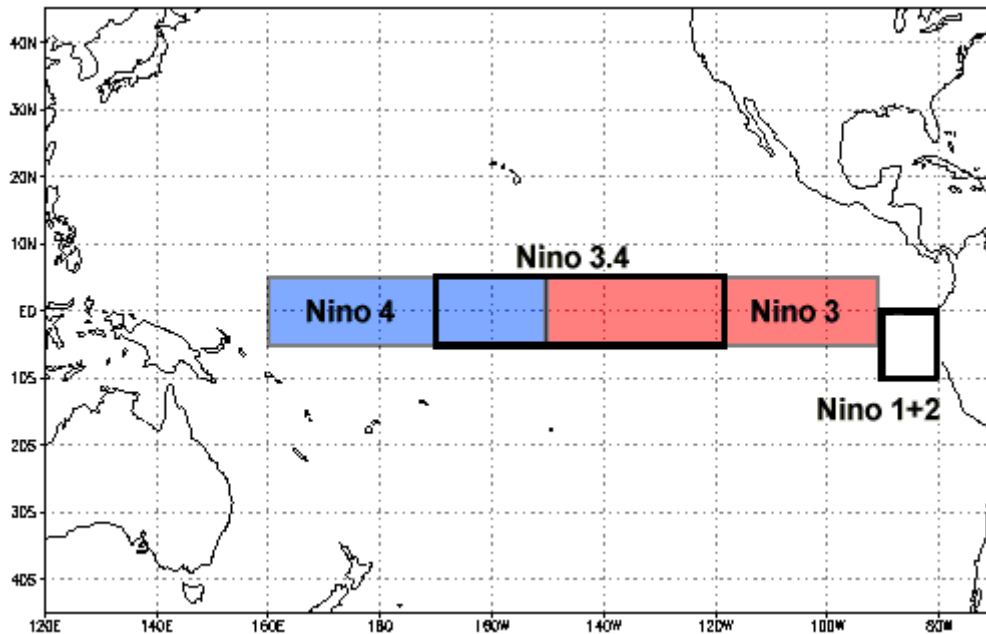 40N
30N
20N
10N
EQ
10S
20S
30S
40S
Nino 3.4
Nino 4
Nino 3
Nino 1+2
120E
140E
160E
180
160W
140W
120W
100W
80W